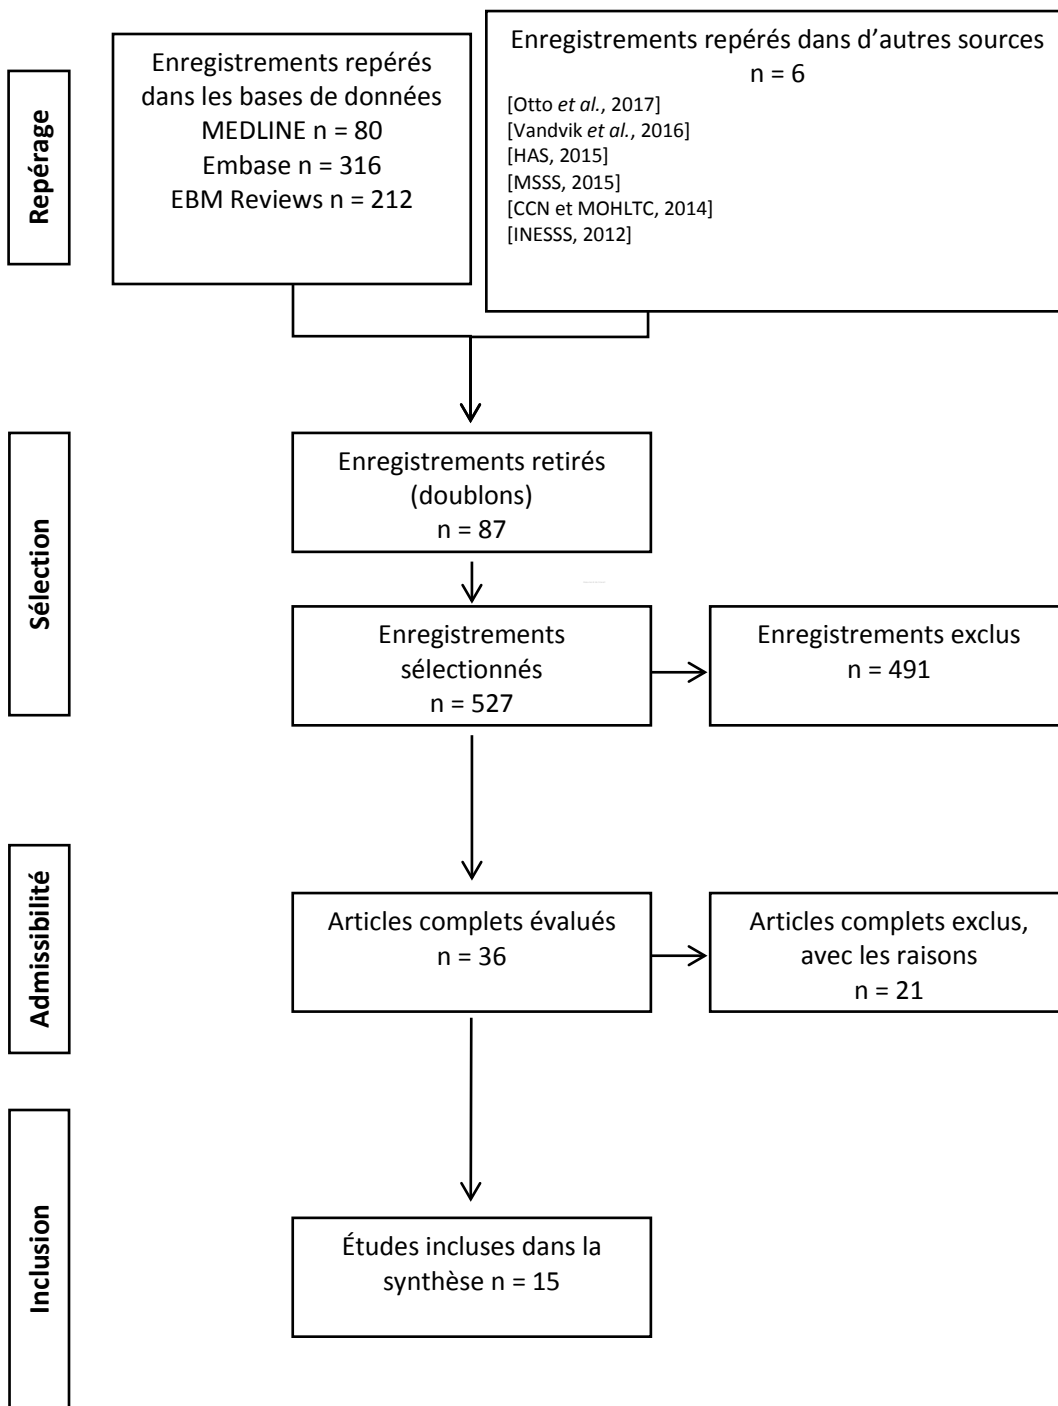 Repérage
Enregistrements repérés
dans les bases de données
MEDLINE n = 80
Embase n = 316
EBM Reviews n = 212
Enregistrements repérés dans d’autres sources
n = 6
[Otto et al., 2017]
[Vandvik et al., 2016]
[HAS, 2015]
[MSSS, 2015]
[CCN et MOHLTC, 2014]
[INESSS, 2012]
Sélection
Enregistrements retirés
(doublons)
n = 87
Enregistrements
sélectionnés
n = 527
Enregistrements exclus
n = 491
Admissibilité
Articles complets évalués
n = 36
Articles complets exclus,
avec les raisons
n = 21
Inclusion
Études incluses dans la
synthèse n = 15